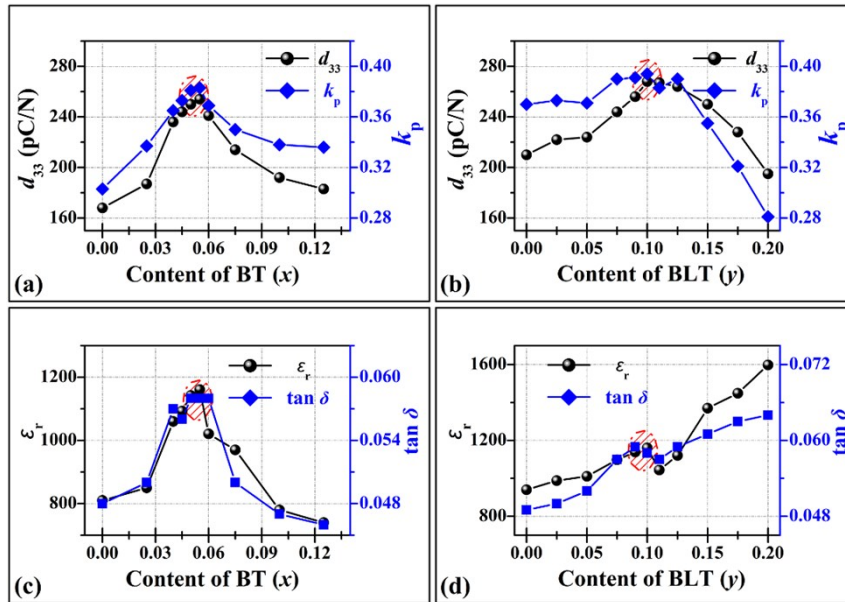 d33 kp
280 0.40
240 0.36
200 0.32
160 0.28
d33 (pC/N)
kp
0.00 0.03 0.06 0.09 0.12
Content of BT (x)
(a)
d33 kp
280 0.40
240 0.36
200 0.32
160 0.28
d33 (pC/N)
kp
0.00 0.05 0.10 0.15 0.20
Content of BLT (y)
(b)
εr
tan δ
1200 0.060
1000 0.054
800 0.048
εr
tan δ
0.00 0.03 0.06 0.09 0.12
Content of BT (x)
(c)
εr
tan δ
1600 0.072
1200 0.060
800 0.048
εr
tan δ
0.00 0.05 0.10 0.15 0.20
Content of BLT (y)
(d)